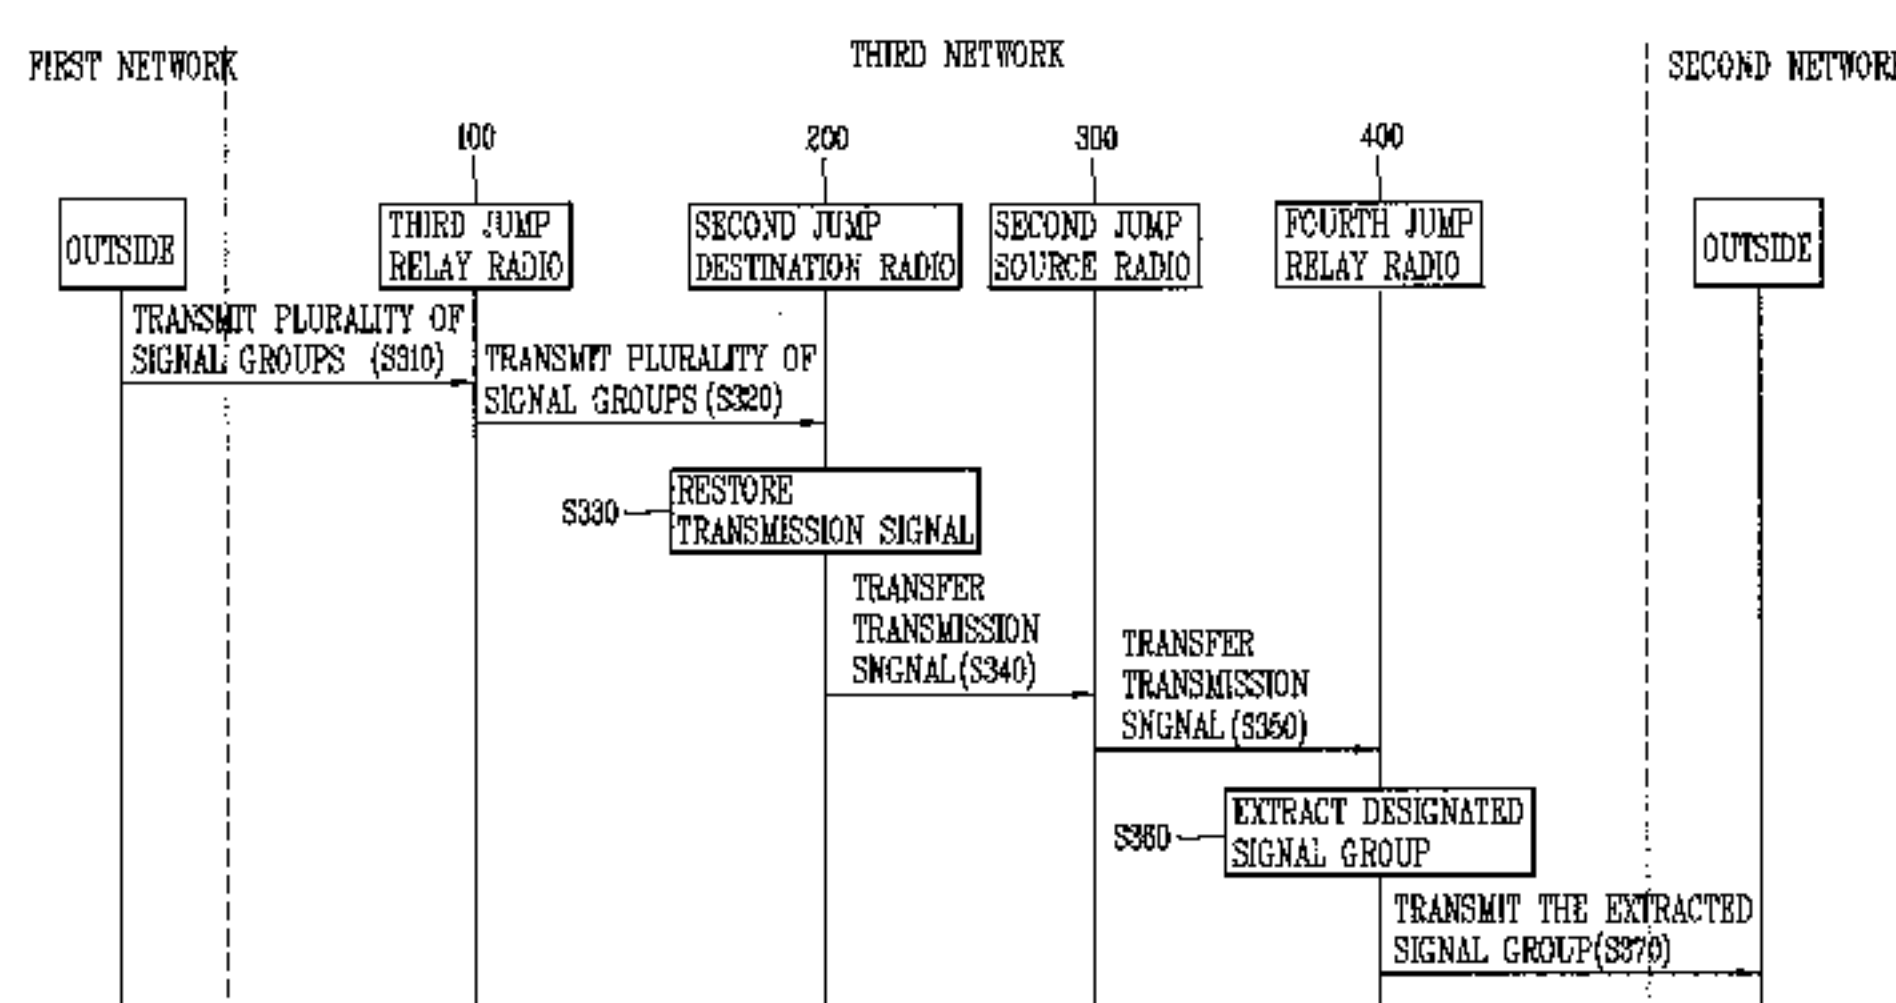 FIRST NETWORK
THIRD NETWORK
SECOND NETWORK
100
200
300
400
OUTSIDE
THIRD JUMP
RELAY RADIO
SECOND JUMP
DESTINATION RADIO
SECOND JUMP
SOURCE RADIO
FOURTH JUMP
RELAY RADIO
OUTSIDE
TRANSMIT PLURALITY OF
SIGNAL GROUPS (S310)
TRANSMIT PLURALITY OF
SIGNAL GROUPS (S320)
S330
RESTORE
TRANSMISSION SIGNAL
TRANSFER
TRANSMISSION
SNGNAL(S340)
TRANSFER
TRANSMISSION
SNGNAL(S350)
S360
EXTRACT DESIGNATED
SIGNAL GROUP
TRANSMIT THE EXTRACTED
SIGNAL GROUP(S370)